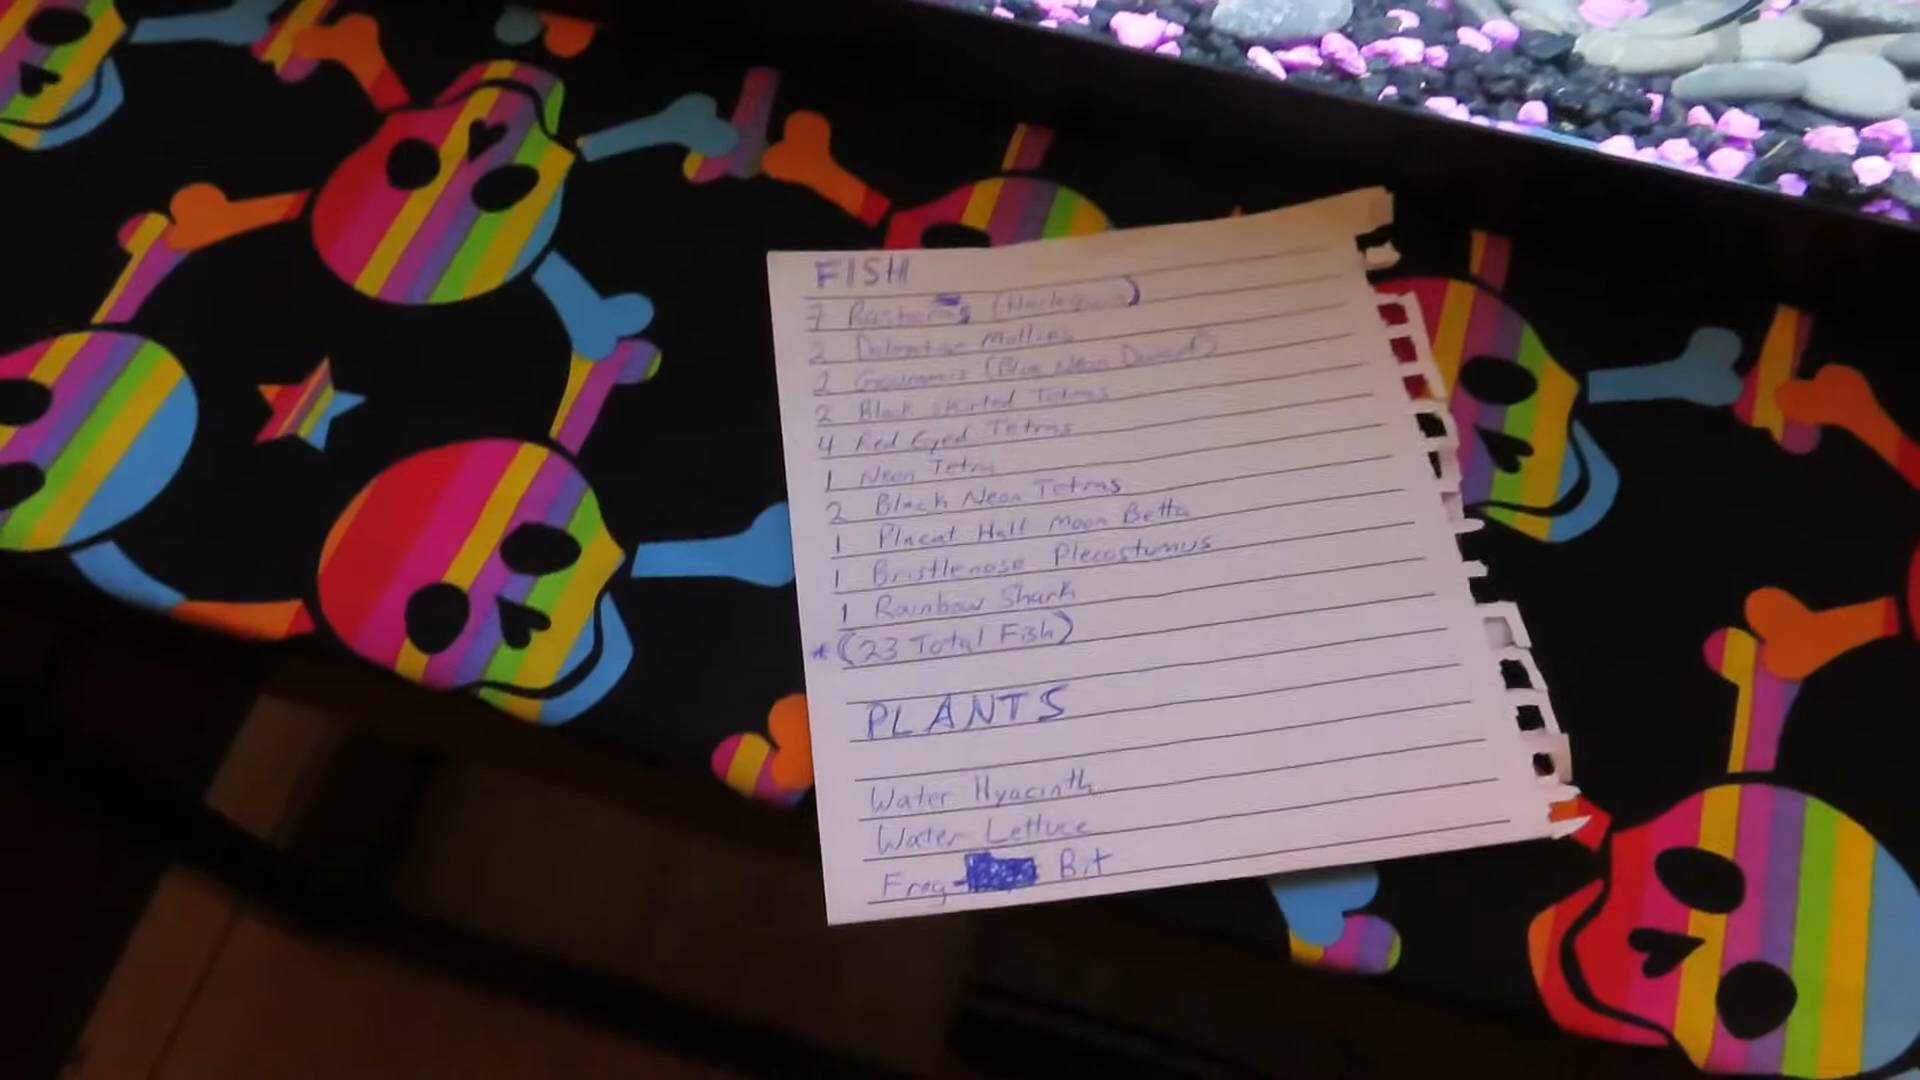 FISH
7 Rasboras (Harlequin)
2 Dalmatian Mollies
2 Gouramis (Blue Neon Dwarf)
2 Black skirted Tetras
4 Red Eyed Tetras
1 Neon Tetra
2 Black Neon Tetras
1 Placat Half Moon Betta
1 Bristlenose Plecostumus
1 Rainbow Shark
* (23 Total Fish)
PLANTS
Water Hyacinth
Water Lettuce
Frog- Bit